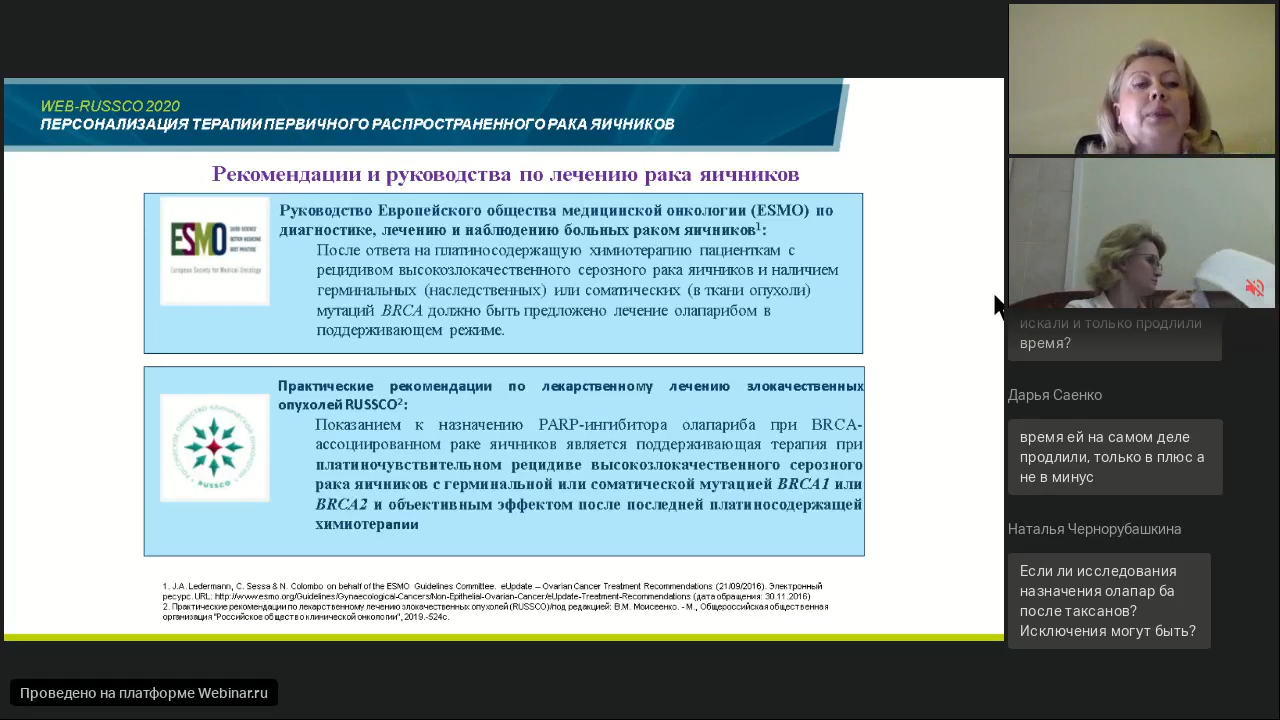 WEB-RUSSCO 2020
ПЕРСОНАЛИЗАЦИЯ ТЕРАПИИ ПЕРВИЧНОГО РАСПРОСТРАНЕННОГО РАКА ЯИЧНИКОВ
Рекомендации и руководства по лечению рака яичников
ESMO
GOOD SCIENCE
BETTER MEDICINE
BEST PRACTICE
European Society for Medical Oncology
Руководство Европейского общества медицинской онкологии (ESMO) по
диагностике, лечению и наблюдению больных раком яичников1:
После ответа на платиносодержащую химиотерапию пациенткам с
рецидивом высокозлокачественного серозного рака яичников и наличием
герминальных (наследственных) или соматических (в ткани опухоли)
мутаций BRCA должно быть предложено лечение олапарибом в
поддерживающем режиме.
Практические рекомендации по лекарственному лечению злокачественных
опухолей RUSSCO2:
Показанием к назначению PARP-ингибитора олапариба при BRCA-
ассоциированном раке яичников является поддерживающая терапия при
платиночувствительном рецидиве высокозлокачественного серозного
рака яичников с герминальной или соматической мутацией BRCA1 или
BRCA2 и объективным эффектом после последней платиносодержащей
химиотерапии
RUSSCO
1. J.A. Ledermann, C. Sessa & N. Colombo on behalf of the ESMO Guidelines Committee. eUpdate – Ovarian Cancer Treatment Recommendations (21/09/2016). Электронный
ресурс. URL: http://www.esmo.org/Guidelines/Gynaecological-Cancers/Non-Epithelial-Ovarian-Cancer/eUpdate-Treatment-Recommendations (дата обращения: 30.11.2016)
2. Практические рекомендации по лекарственному лечению злокачественных опухолей (RUSSCO)/под редакцией: В.М. Моисеенко. - М., Общероссийская общественная
организация "Российское общество клинической онкологии", 2019.-524с.
искали и только продлили
время?
Дарья Саенко
время ей на самом деле
продлили, только в плюс а
не в минус
Наталья Чернорубашкина
Если ли исследования
назначения олапар ба
после таксанов?
Исключения могут быть?
Проведено на платформе Webinar.ru